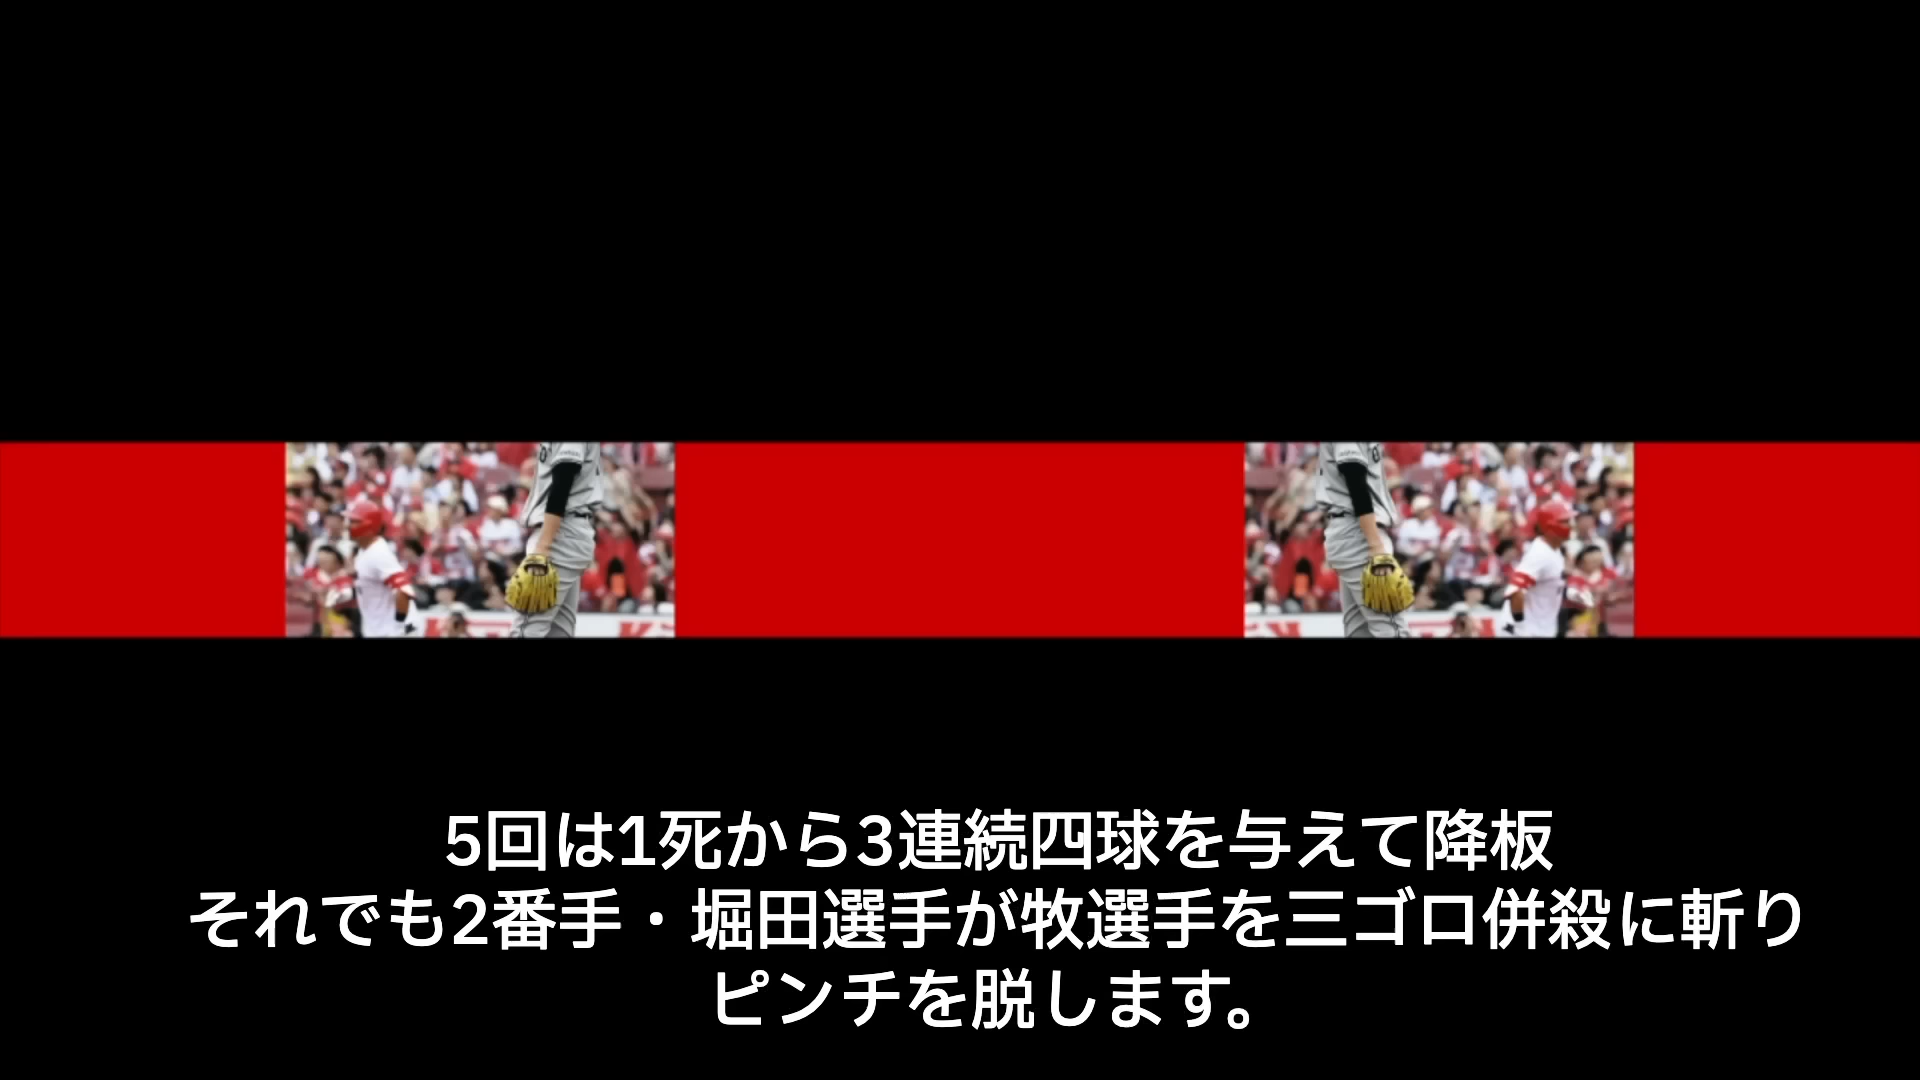 5回は1死から3連続四球を与えて降板
それでも2番手・堀田選手が牧選手を三ゴロ併殺に斬り
ピンチを脱します。